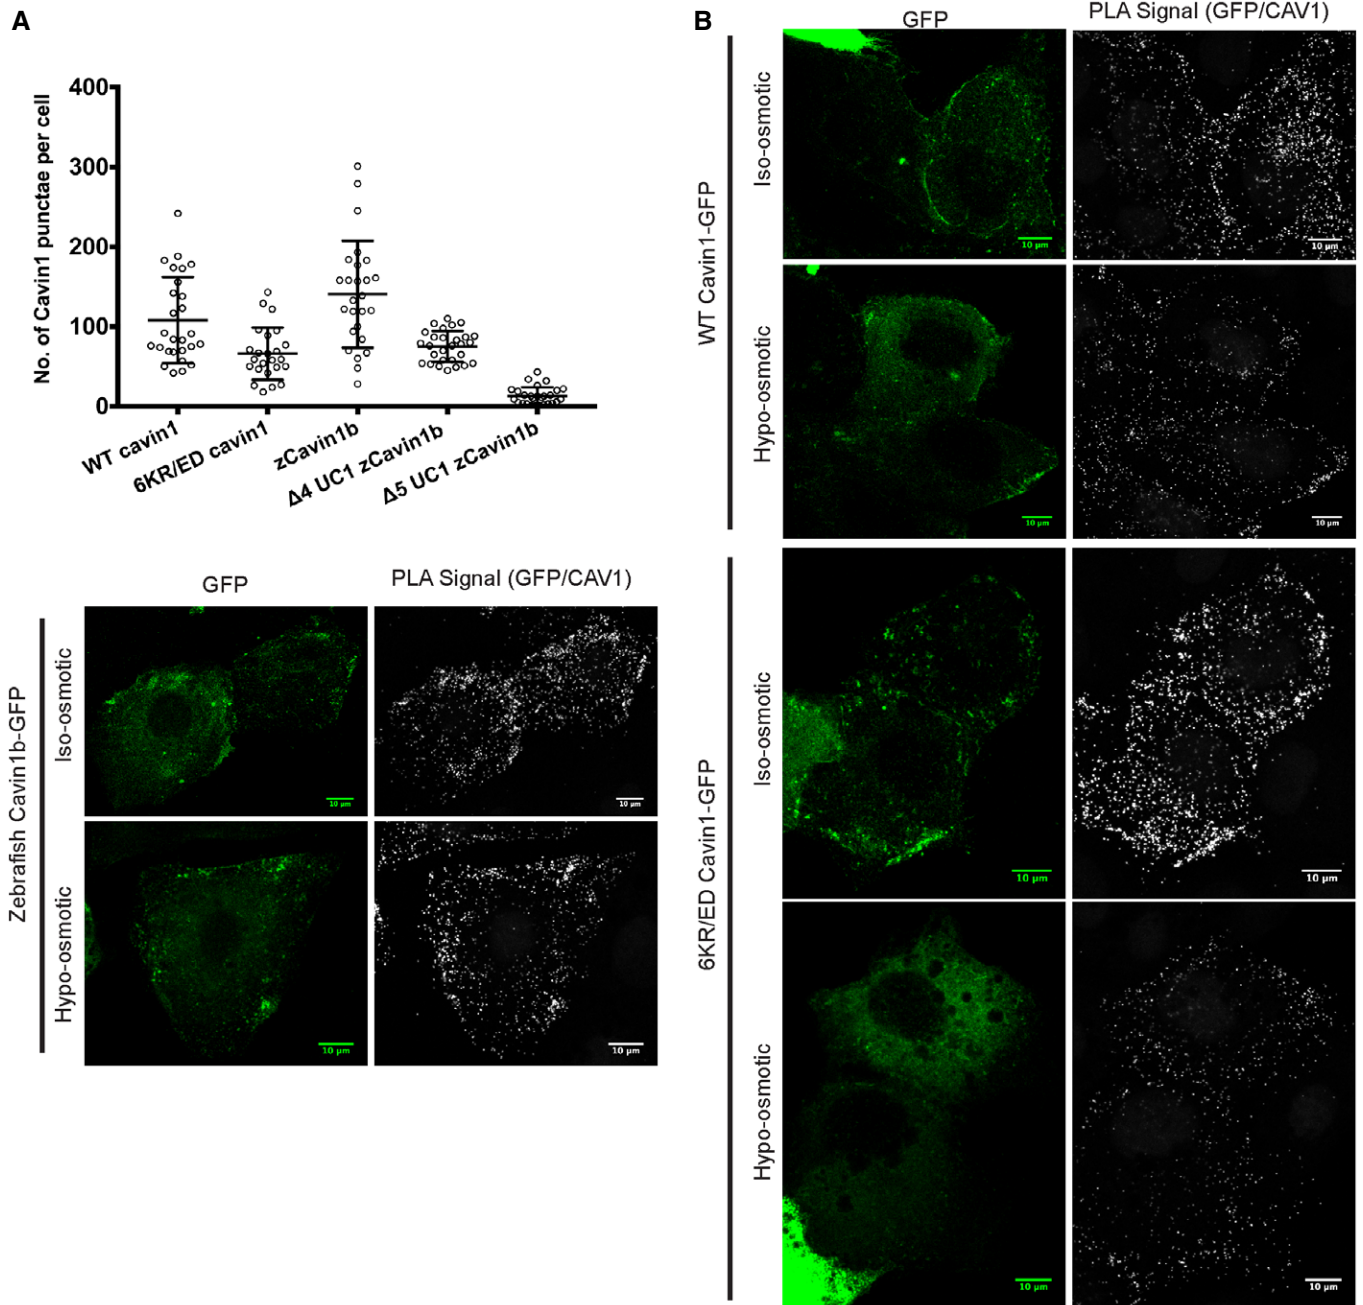 A
No. of Cavin1 punctae per cell
400
300
200
100
0
WT cavin1
6KR/ED cavin1
zCavin1b
Δ4 UC1 zCavin1b
Δ5 UC1 zCavin1b
GFP
PLA Signal (GFP/CAV1)
Zebrafish Cavin1b-GFP
Iso-osmotic
10 μm
10 μm
Hypo-osmotic
10 μm
10 μm
B
GFP
PLA Signal (GFP/CAV1)
WT Cavin1-GFP
Iso-osmotic
10 μm
10 μm
Hypo-osmotic
10 μm
10 μm
6KR/ED Cavin1-GFP
Iso-osmotic
10 μm
10 μm
Hypo-osmotic
10 μm
10 μm